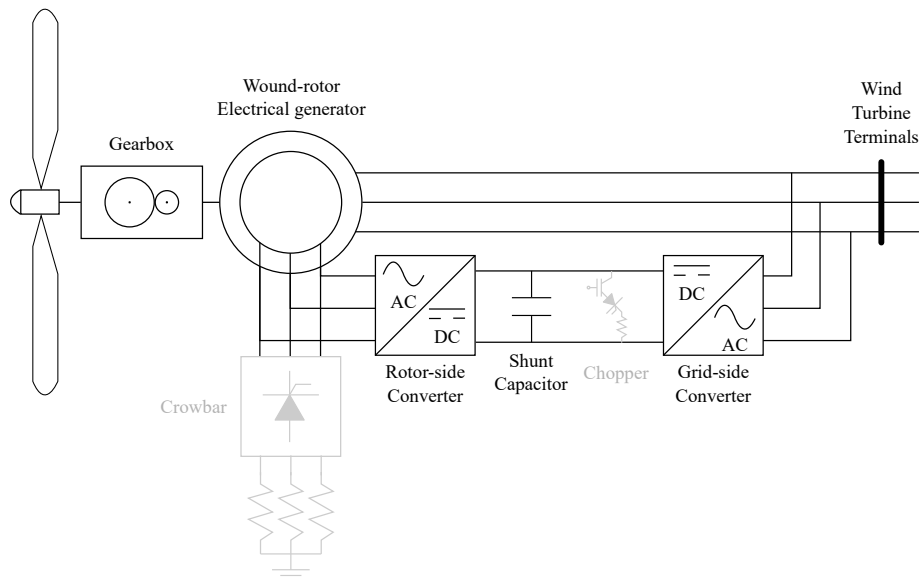 Wound-rotor
Electrical generator
Wind
Turbine
Terminals
Gearbox
AC
DC
DC
AC
Shunt
Capacitor
Chopper
Rotor-side
Converter
Grid-side
Converter
Crowbar